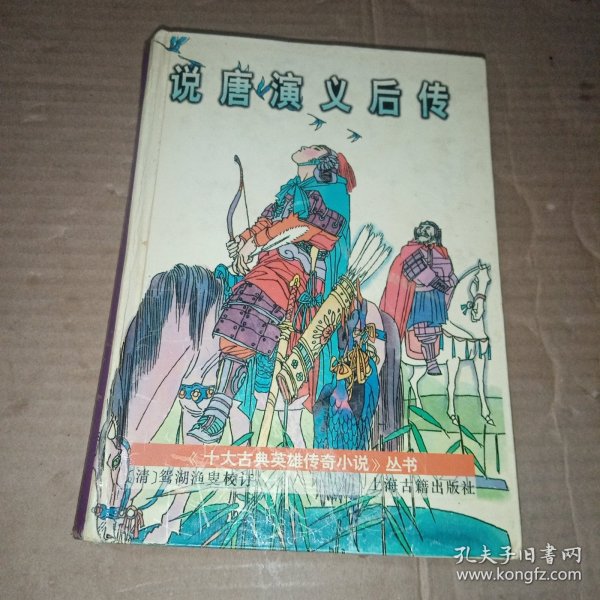 说唐演义后传
《十大古典英雄传奇小说》丛书
〔清〕鸳湖渔叟校订
上海古籍出版社
孔夫子旧书网
www.kongfz.com